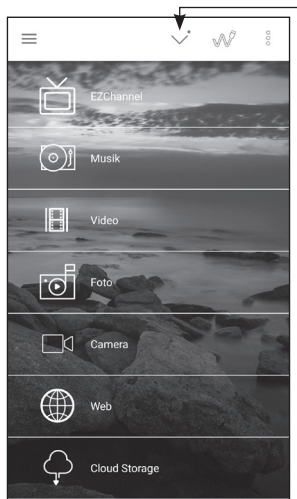 EZChannel
Musik
Video
Foto
Camera
Web
Cloud Storage